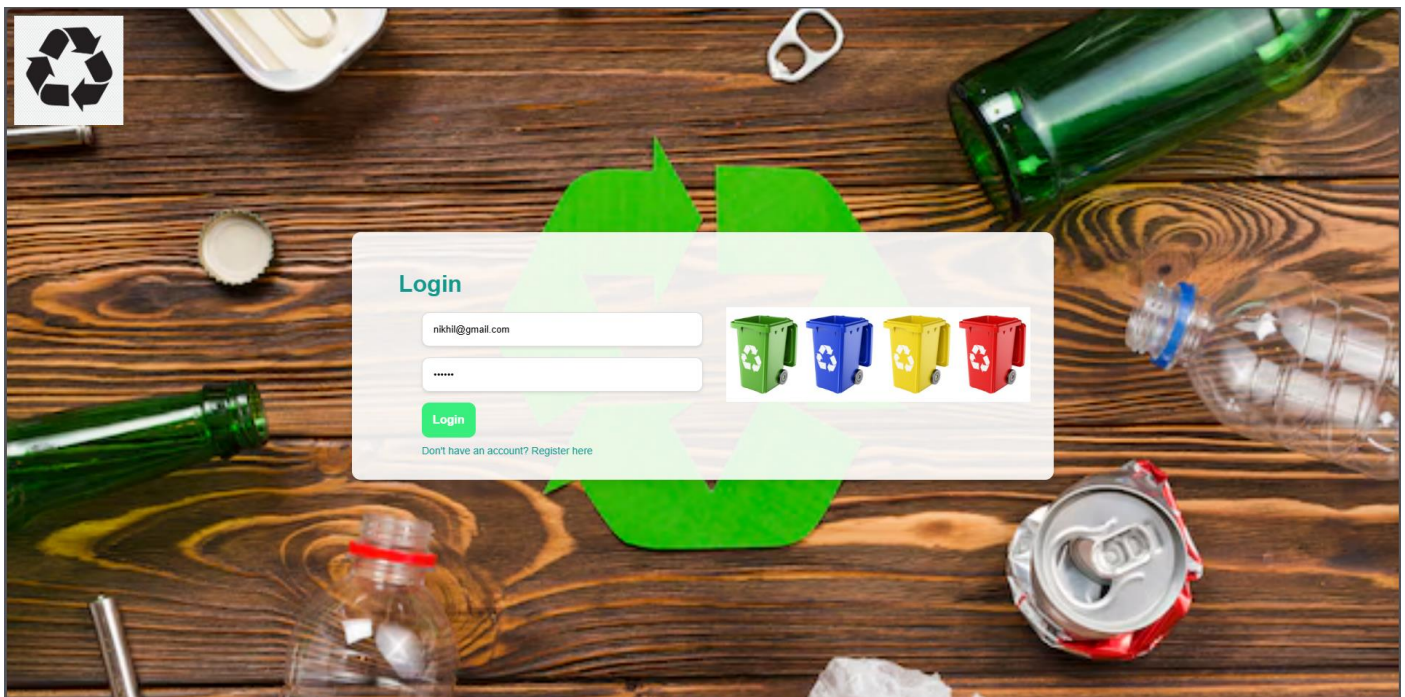 Login
nikhil@gmail.com
••••••
Login
Don't have an account? Register here